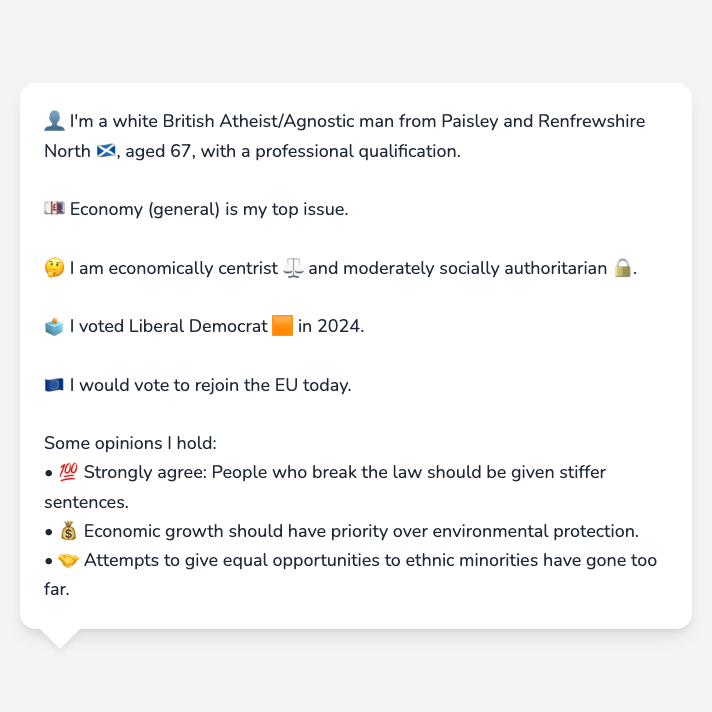 👤 I'm a white British Atheist/Agnostic man from Paisley and Renfrewshire
North 🏴󠁧󠁢󠁳󠁣󠁴󠁿, aged 67, with a professional qualification.
💷 Economy (general) is my top issue.
🤔 I am economically centrist ⚖️ and moderately socially authoritarian 🔒.
🗳️ I voted Liberal Democrat 🟧 in 2024.
🇪🇺 I would vote to rejoin the EU today.
Some opinions I hold:
• 💯 Strongly agree: People who break the law should be given stiffer
sentences.
• 💰 Economic growth should have priority over environmental protection.
• 🤝 Attempts to give equal opportunities to ethnic minorities have gone too
far.